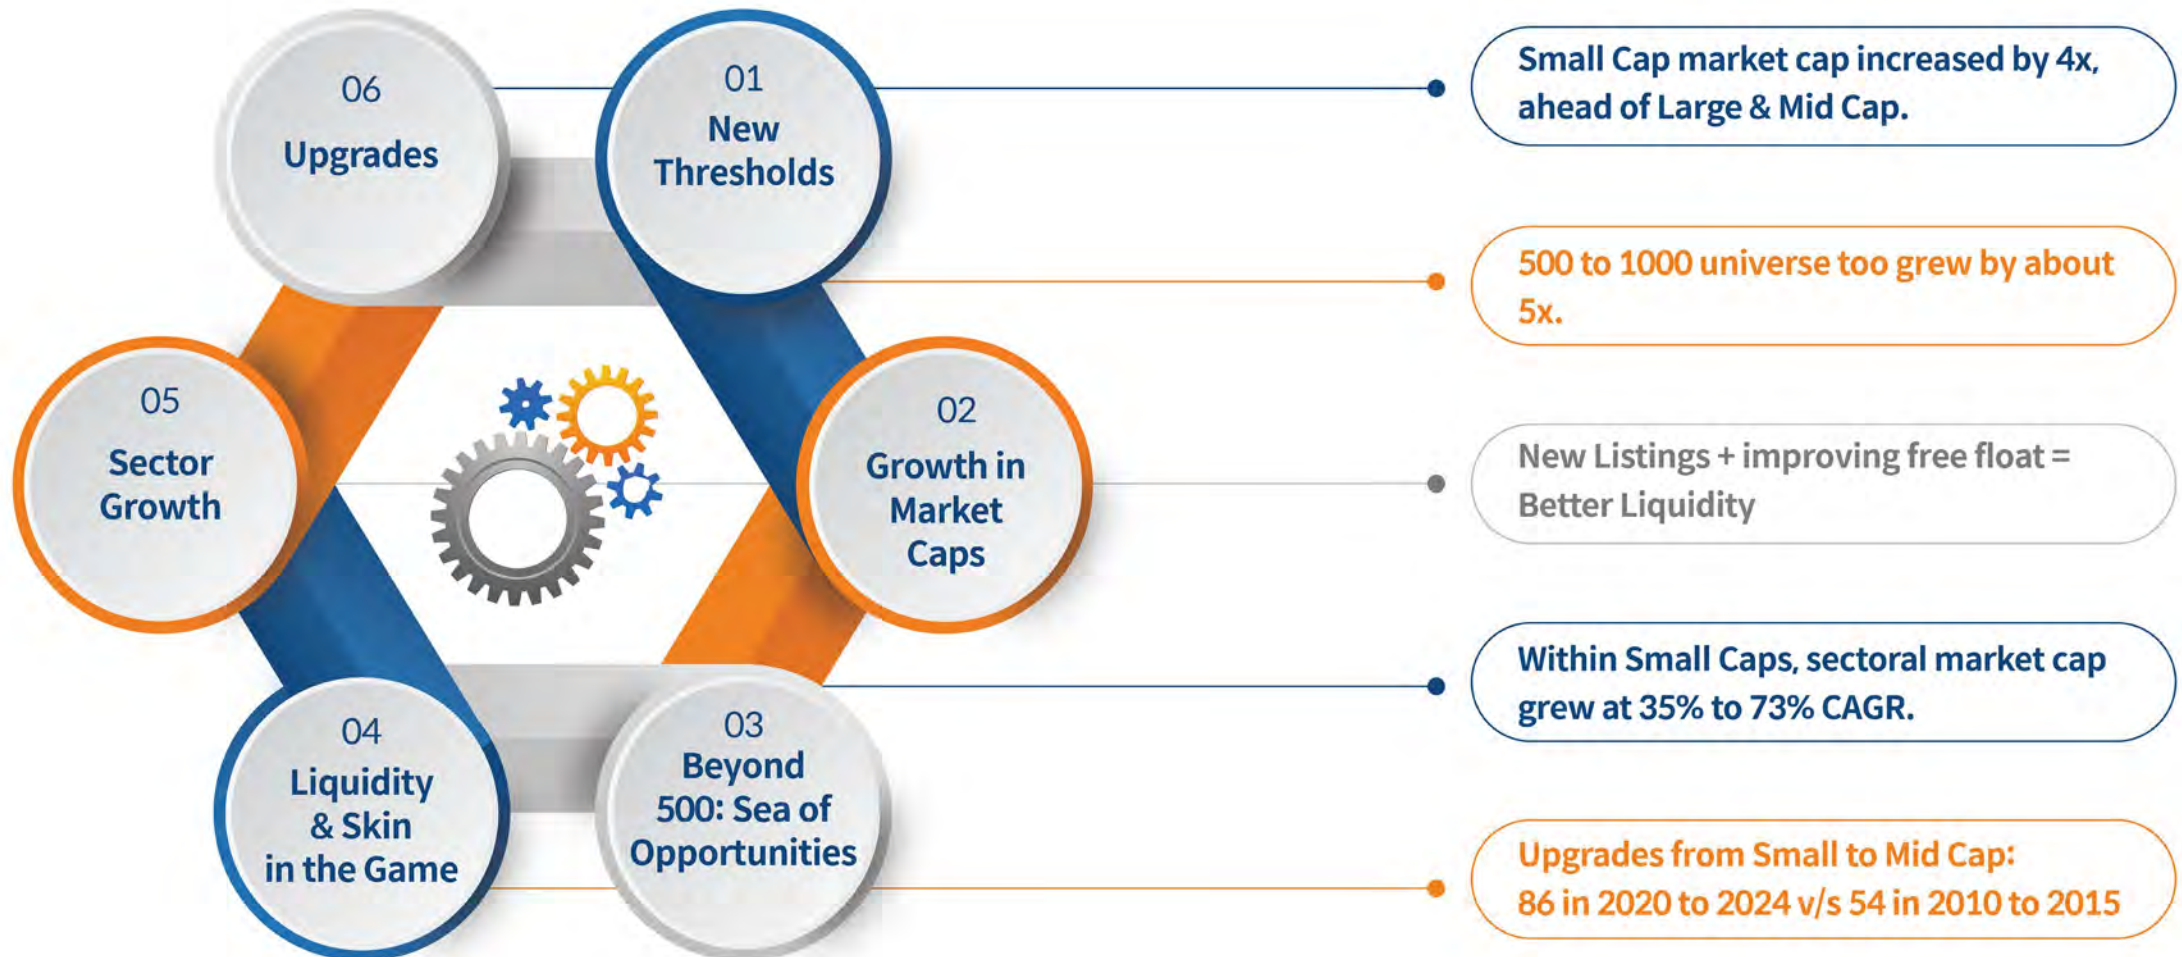 01
New
Thresholds
02
Growth in
Market
Caps
03
Beyond
500: Sea of
Opportunities
04
Liquidity
& Skin
in the Game
05
Sector
Growth
06
Upgrades
Small Cap market cap increased by 4x,
ahead of Large & Mid Cap.
500 to 1000 universe too grew by about
5x.
New Listings + improving free float =
Better Liquidity
Within Small Caps, sectoral market cap
grew at 35% to 73% CAGR.
Upgrades from Small to Mid Cap:
86 in 2020 to 2024 v/s 54 in 2010 to 2015